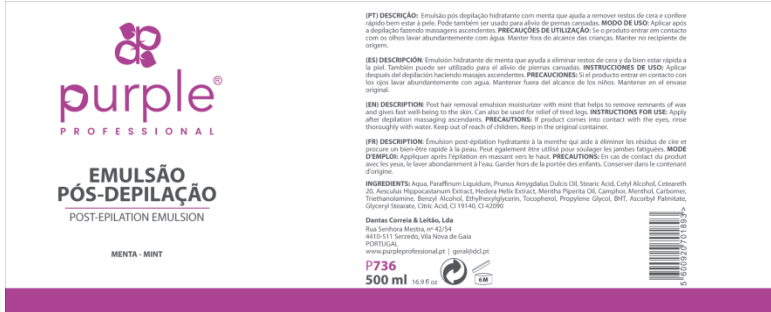 purple®
PROFESSIONAL
EMULSÃO
PÓS-DEPILAÇÃO
POST-EPILATION EMULSION
MENTA - MINT
(PT) DESCRIÇÃO: Emulsão pós depilação hidratante com menta que ajuda a remover restos de cera e confere
rápido bem estar à pele. Pode também ser usado para alívio de pernas cansadas. MODO DE USO: Aplicar após
a depilação fazendo massagens ascendentes. PRECAUÇÕES DE UTILIZAÇÃO: Se o produto entrar em contacto
com os olhos lavar abundantemente com água. Manter fora do alcance das crianças. Manter no recipiente de
origem.
(ES) DESCRIPCIÓN: Emulsión hidratante de menta que ayuda a eliminar restos de cera y da bien estar rápida a
la piel. También puede ser utilizado para el alivio de piernas cansadas. INSTRUCCIONES DE USO: Aplicar
después del depilación haciendo masajes ascendentes. PRECAUCIONES: Si el producto entrar en contacto con
los ojos lavar abundantemente con agua. Mantener fuera del alcance de los niños. Mantener en el envase
original.
(EN) DESCRIPTION: Post hair removal emulsion moisturizer with mint that helps to remove remnants of wax
and gives fast well-being to the skin. Can also be used for relief of tired legs. INSTRUCTIONS FOR USE: Apply
after depilation massaging ascendants. PRECAUTIONS: If product comes into contact with the eyes, rinse
thoroughly with water. Keep out of reach of children. Keep in the original container.
(FR) DESCRIPTION: Émulsion post-épilation hydratante à la menthe qui aide à éliminer les résidus de cire et
procure un bien-être rapide à la peau. Peut également être utilisé pour soulager les jambes fatiguées. MODE
D'EMPLOI: Appliquer après l'épilation en massant vers le haut. PRECAUTIONS: En cas de contact du produit
avec les yeux, le laver abondamment à l'eau. Garder hors de la portée des enfants. Conserver dans le contenant
d'origine.
INGREDIENTS: Aqua, Paraffinum Liquidum, Prunus Amygdalus Dulcis Oil, Stearic Acid, Cetyl Alcohol, Ceteareth
20, Aesculus Hippocastanum Extract, Hedera Helix Extract, Mentha Piperita Oil, Camphor, Menthol, Carbomer,
Triethanolamine, Benzyl Alcohol, Ethylhexylglycerin, Tocopherol, Propylene Glycol, BHT, Ascorbyl Palmitate,
Glyceryl Stearate, Citric Acid, CI 19140, CI 42090
Dantas Correia & Leitão, Lda
Rua Senhora Mestra, nº 42/54
4410-511 Serzedo, Vila Nova de Gaia
PORTUGAL
www.purpleprofessional.pt | geral@dcl.pt
P736
500 ml 16,9 fl oz
6M
5 600920 701893 >